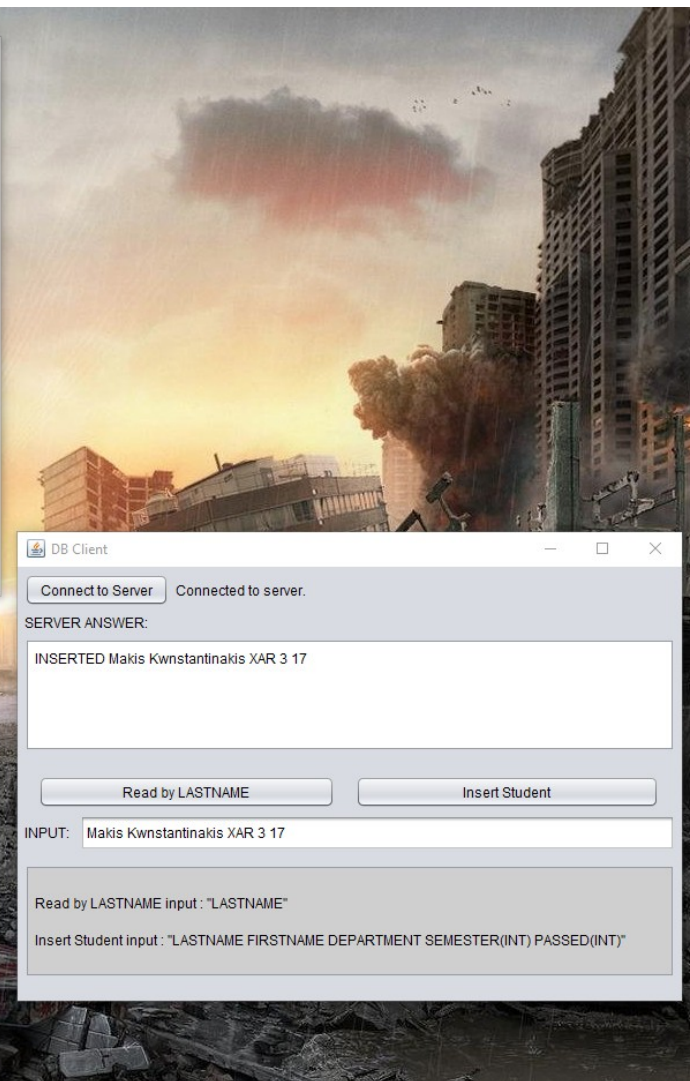 DB Client
Connect to Server Connected to server.
SERVER ANSWER:
INSERTED Makis Kwnstantinakis XAR 3 17
Read by LASTNAME Insert Student
INPUT: Makis Kwnstantinakis XAR 3 17
Read by LASTNAME input : "LASTNAME"
Insert Student input : "LASTNAME FIRSTNAME DEPARTMENT SEMESTER(INT) PASSED(INT)"